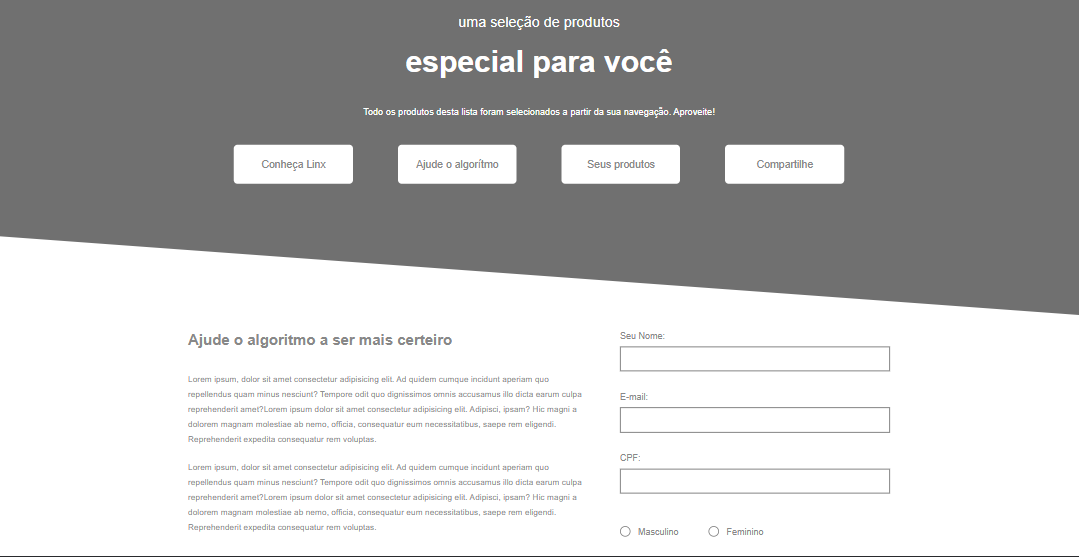 uma seleção de produtos
especial para você
Todo os produtos desta lista foram selecionados a partir da sua navegação. Aproveite!
Conheça Linx
Ajude o algorítmo
Seus produtos
Compartilhe
Ajude o algoritmo a ser mais certeiro
Lorem ipsum, dolor sit amet consectetur adipisicing elit. Ad quidem cumque incidunt aperiam quo
repellendus quam minus nesciunt? Tempore odit quo dignissimos omnis accusamus illo dicta earum culpa
reprehenderit amet?Lorem ipsum dolor sit amet consectetur adipisicing elit. Adipisci, ipsam? Hic magni a
dolorem magnam molestiae ab nemo, officia, consequatur eum necessitatibus, saepe rem eligendi.
Reprehenderit expedita consequatur rem voluptas.
Lorem ipsum, dolor sit amet consectetur adipisicing elit. Ad quidem cumque incidunt aperiam quo
repellendus quam minus nesciunt? Tempore odit quo dignissimos omnis accusamus illo dicta earum culpa
reprehenderit amet?Lorem ipsum dolor sit amet consectetur adipisicing elit. Adipisci, ipsam? Hic magni a
dolorem magnam molestiae ab nemo, officia, consequatur eum necessitatibus, saepe rem eligendi.
Reprehenderit expedita consequatur rem voluptas.
Seu Nome:
E-mail:
CPF:
Masculino
Feminino